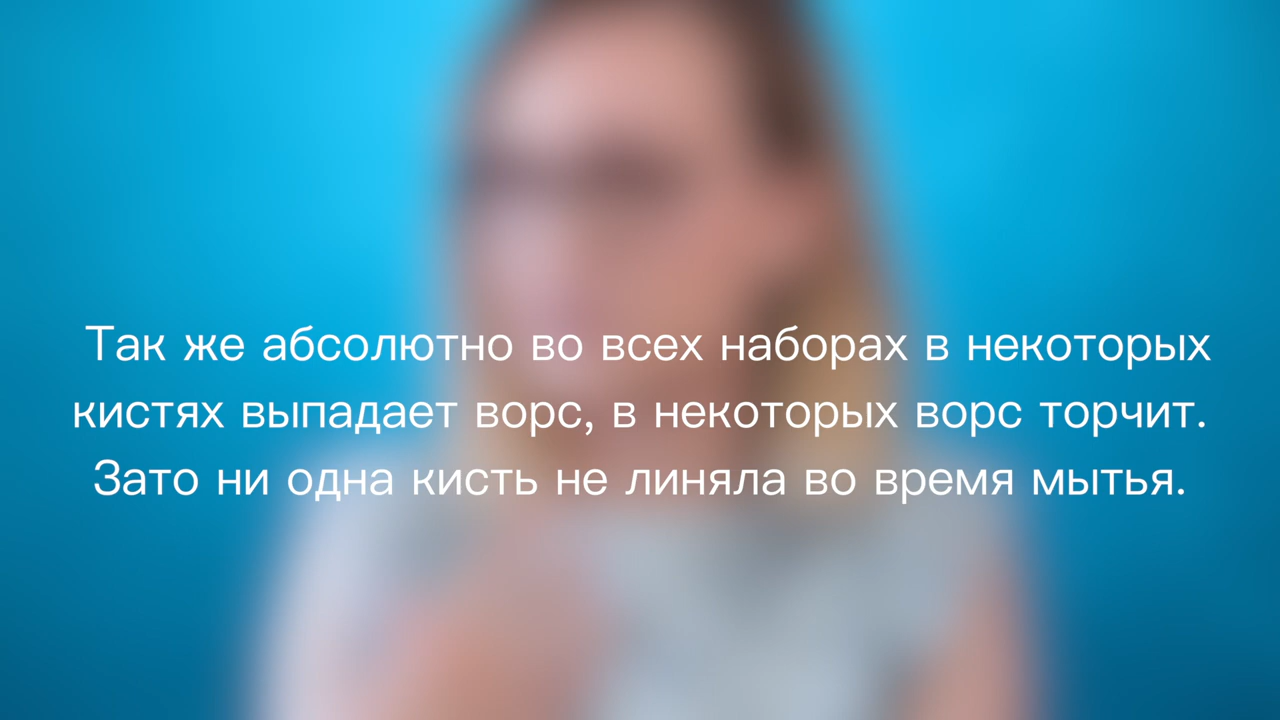 Так же абсолютно во всех наборах в некоторых
кистях выпадает ворс, в некоторых ворс торчит.
Зато ни одна кисть не линяла во время мытья.